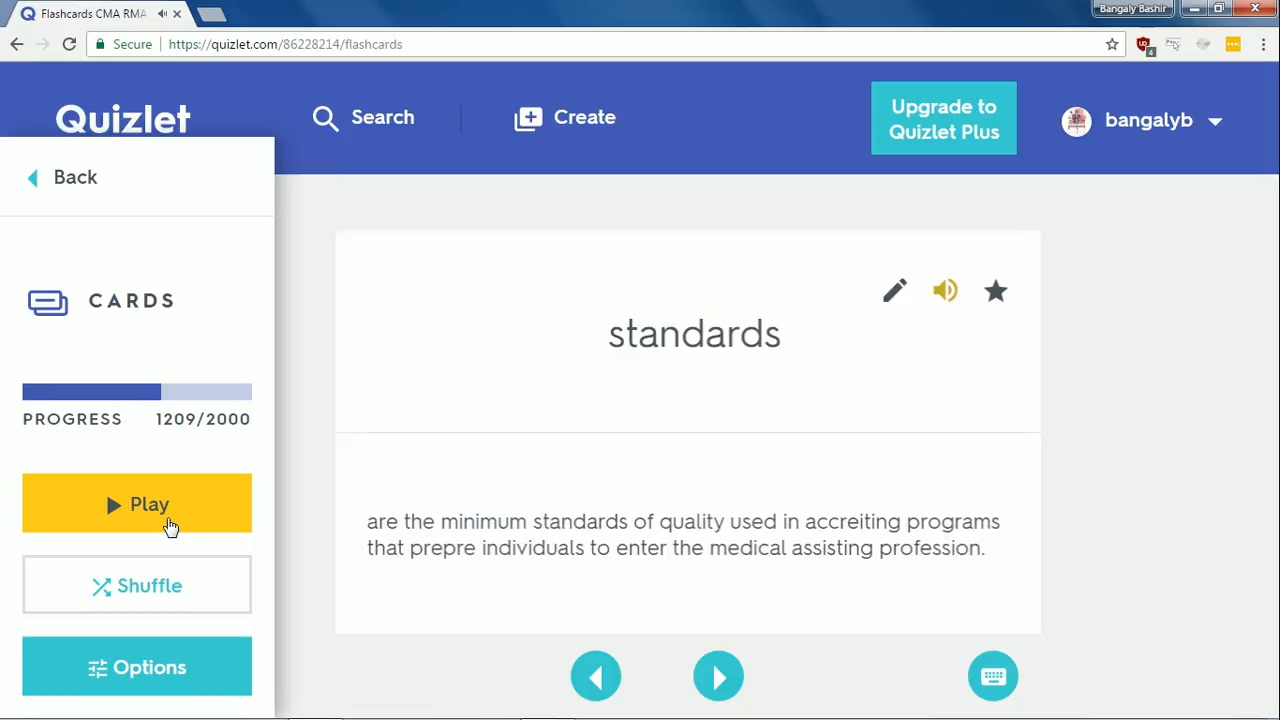 Flashcards CMA RMA
Bangaly Bashir
Secure
https://quizlet.com/86228214/flashcards
4
Quizlet
Search
Create
Upgrade to
Quizlet Plus
bangalyb
Back
CARDS
PROGRESS 1209/2000
Play
Shuffle
Options
standards
are the minimum standards of quality used in accreiting programs
that prepre individuals to enter the medical assisting profession.